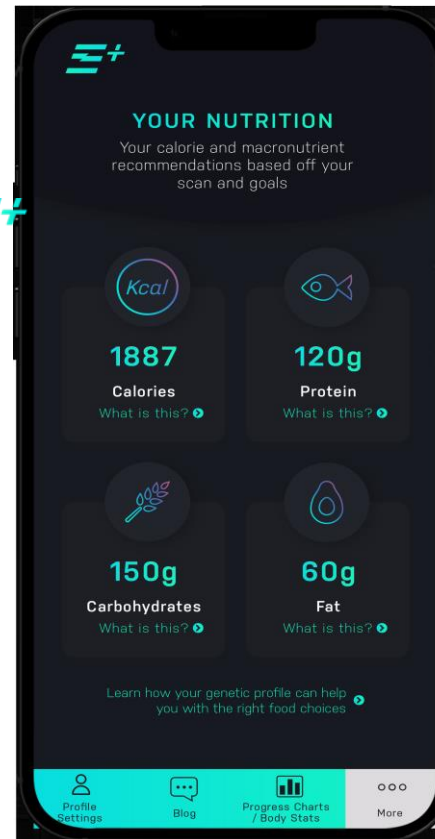 YOUR NUTRITION
Your calorie and macronutrient
recommendations based off your
scan and goals
Kcal
1887
Calories
What is this?
120g
Protein
What is this?
150g
Carbohydrates
What is this?
60g
Fat
What is this?
Learn how your genetic profile can help
you with the right food choices
Profile
Settings
Blog
Progress Charts
/ Body Stats
More